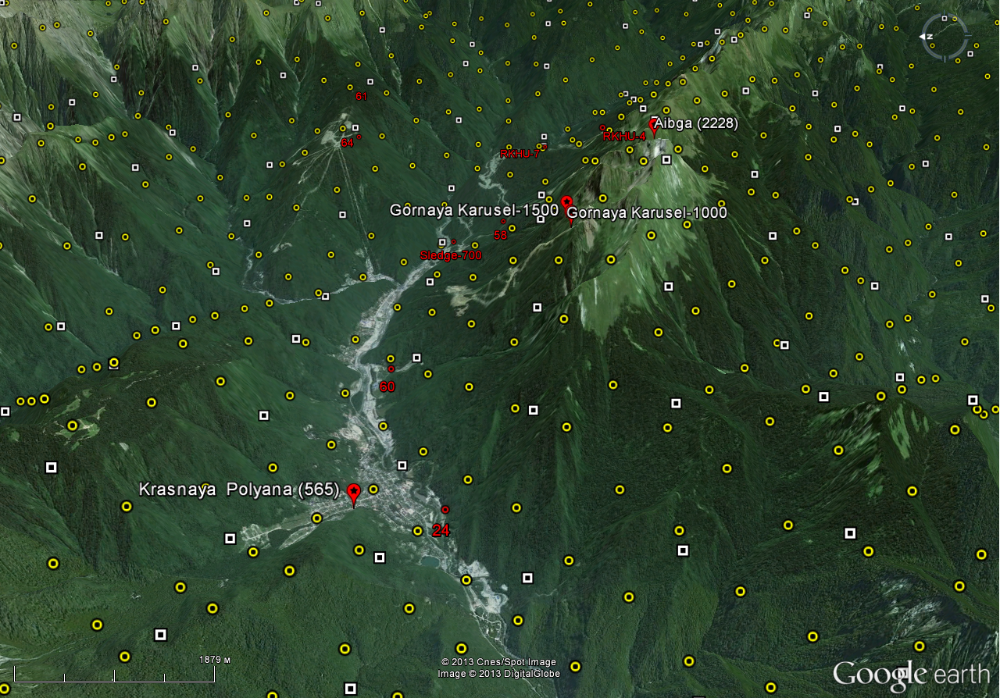 z
61
Aibga (2228)
RKHU-4
64
RKHU-7
Gornaya Karusel-1500
Gornaya Karusel-1000
58
Sledge-700
60
Krasnaya Polyana (565)
24
1879 м
© 2013 Cnes/Spot Image
Image © 2013 DigitalGlobe
Google earth